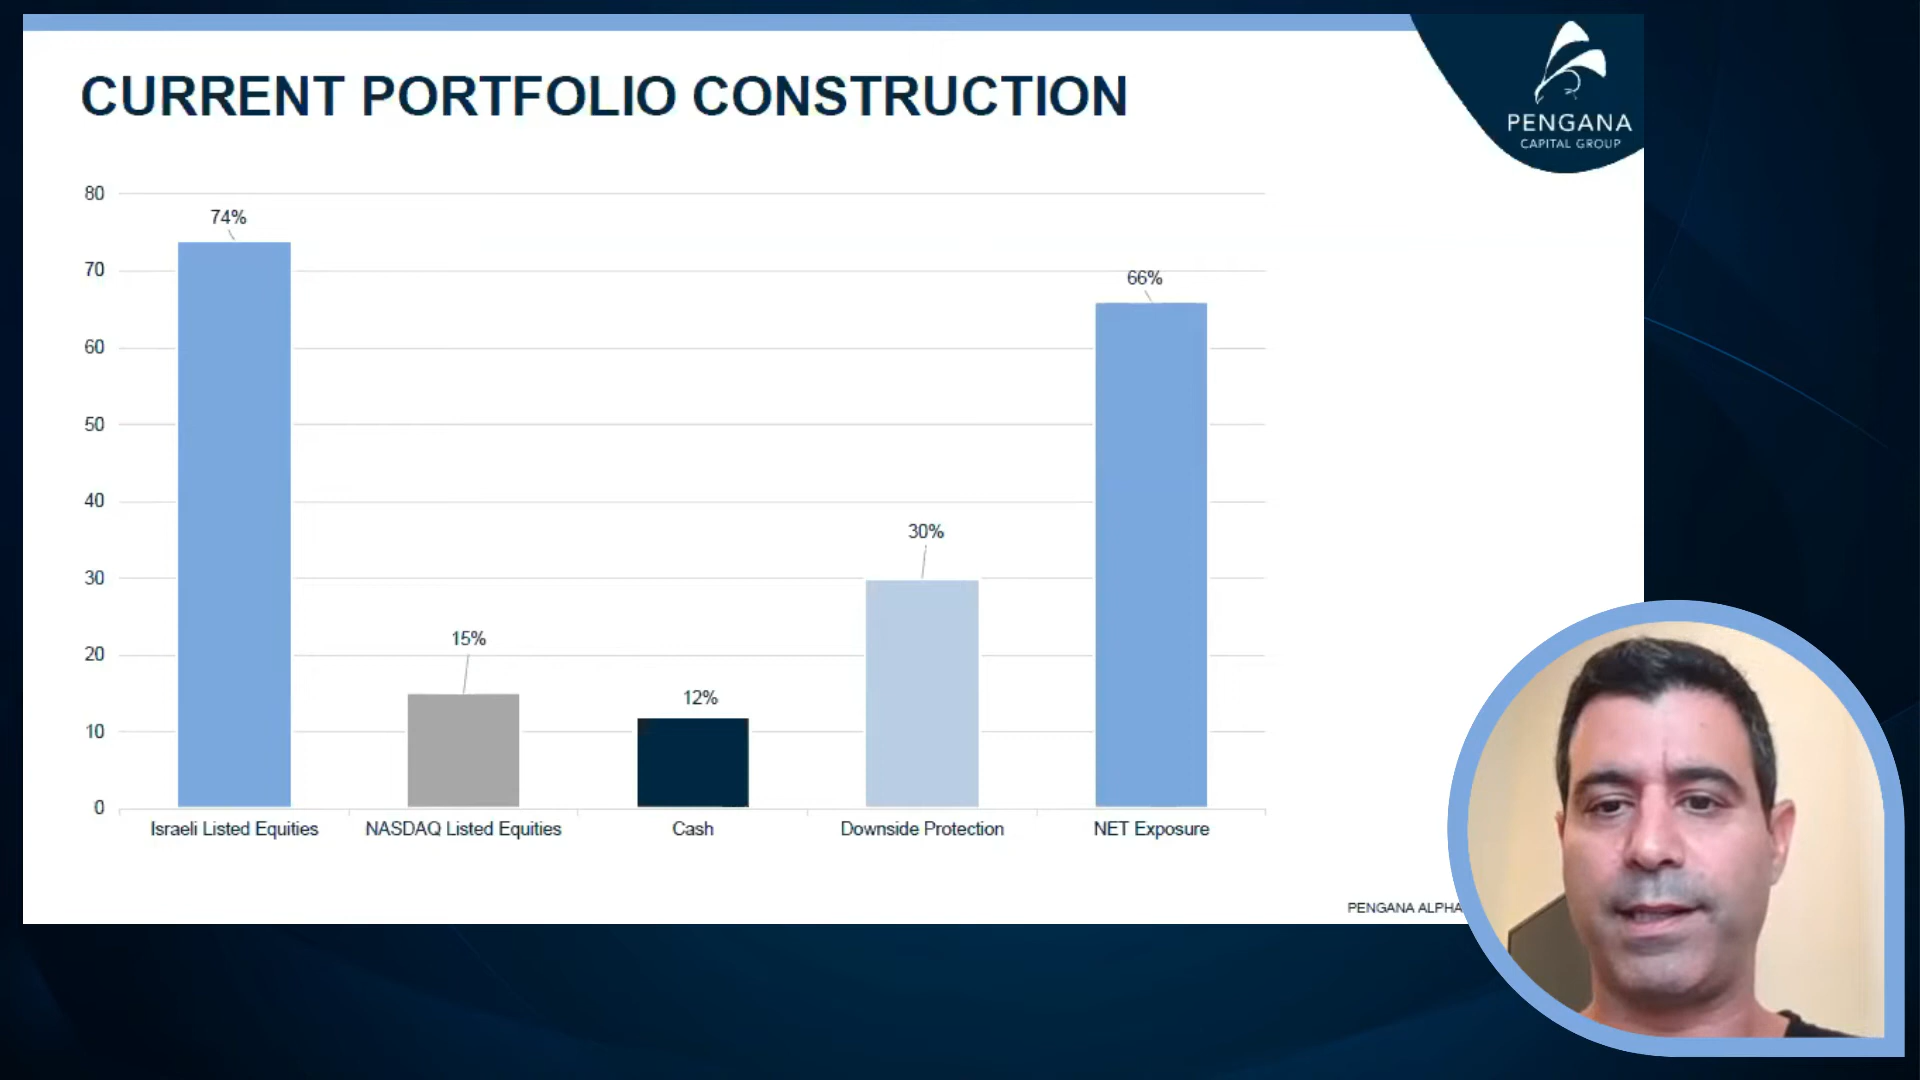 CURRENT PORTFOLIO CONSTRUCTION
PENGANA
CAPITAL GROUP
80
70
60
50
40
30
20
10
0
74%
15%
12%
30%
66%
Israeli Listed Equities
NASDAQ Listed Equities
Cash
Downside Protection
NET Exposure
PENGANA ALPHA